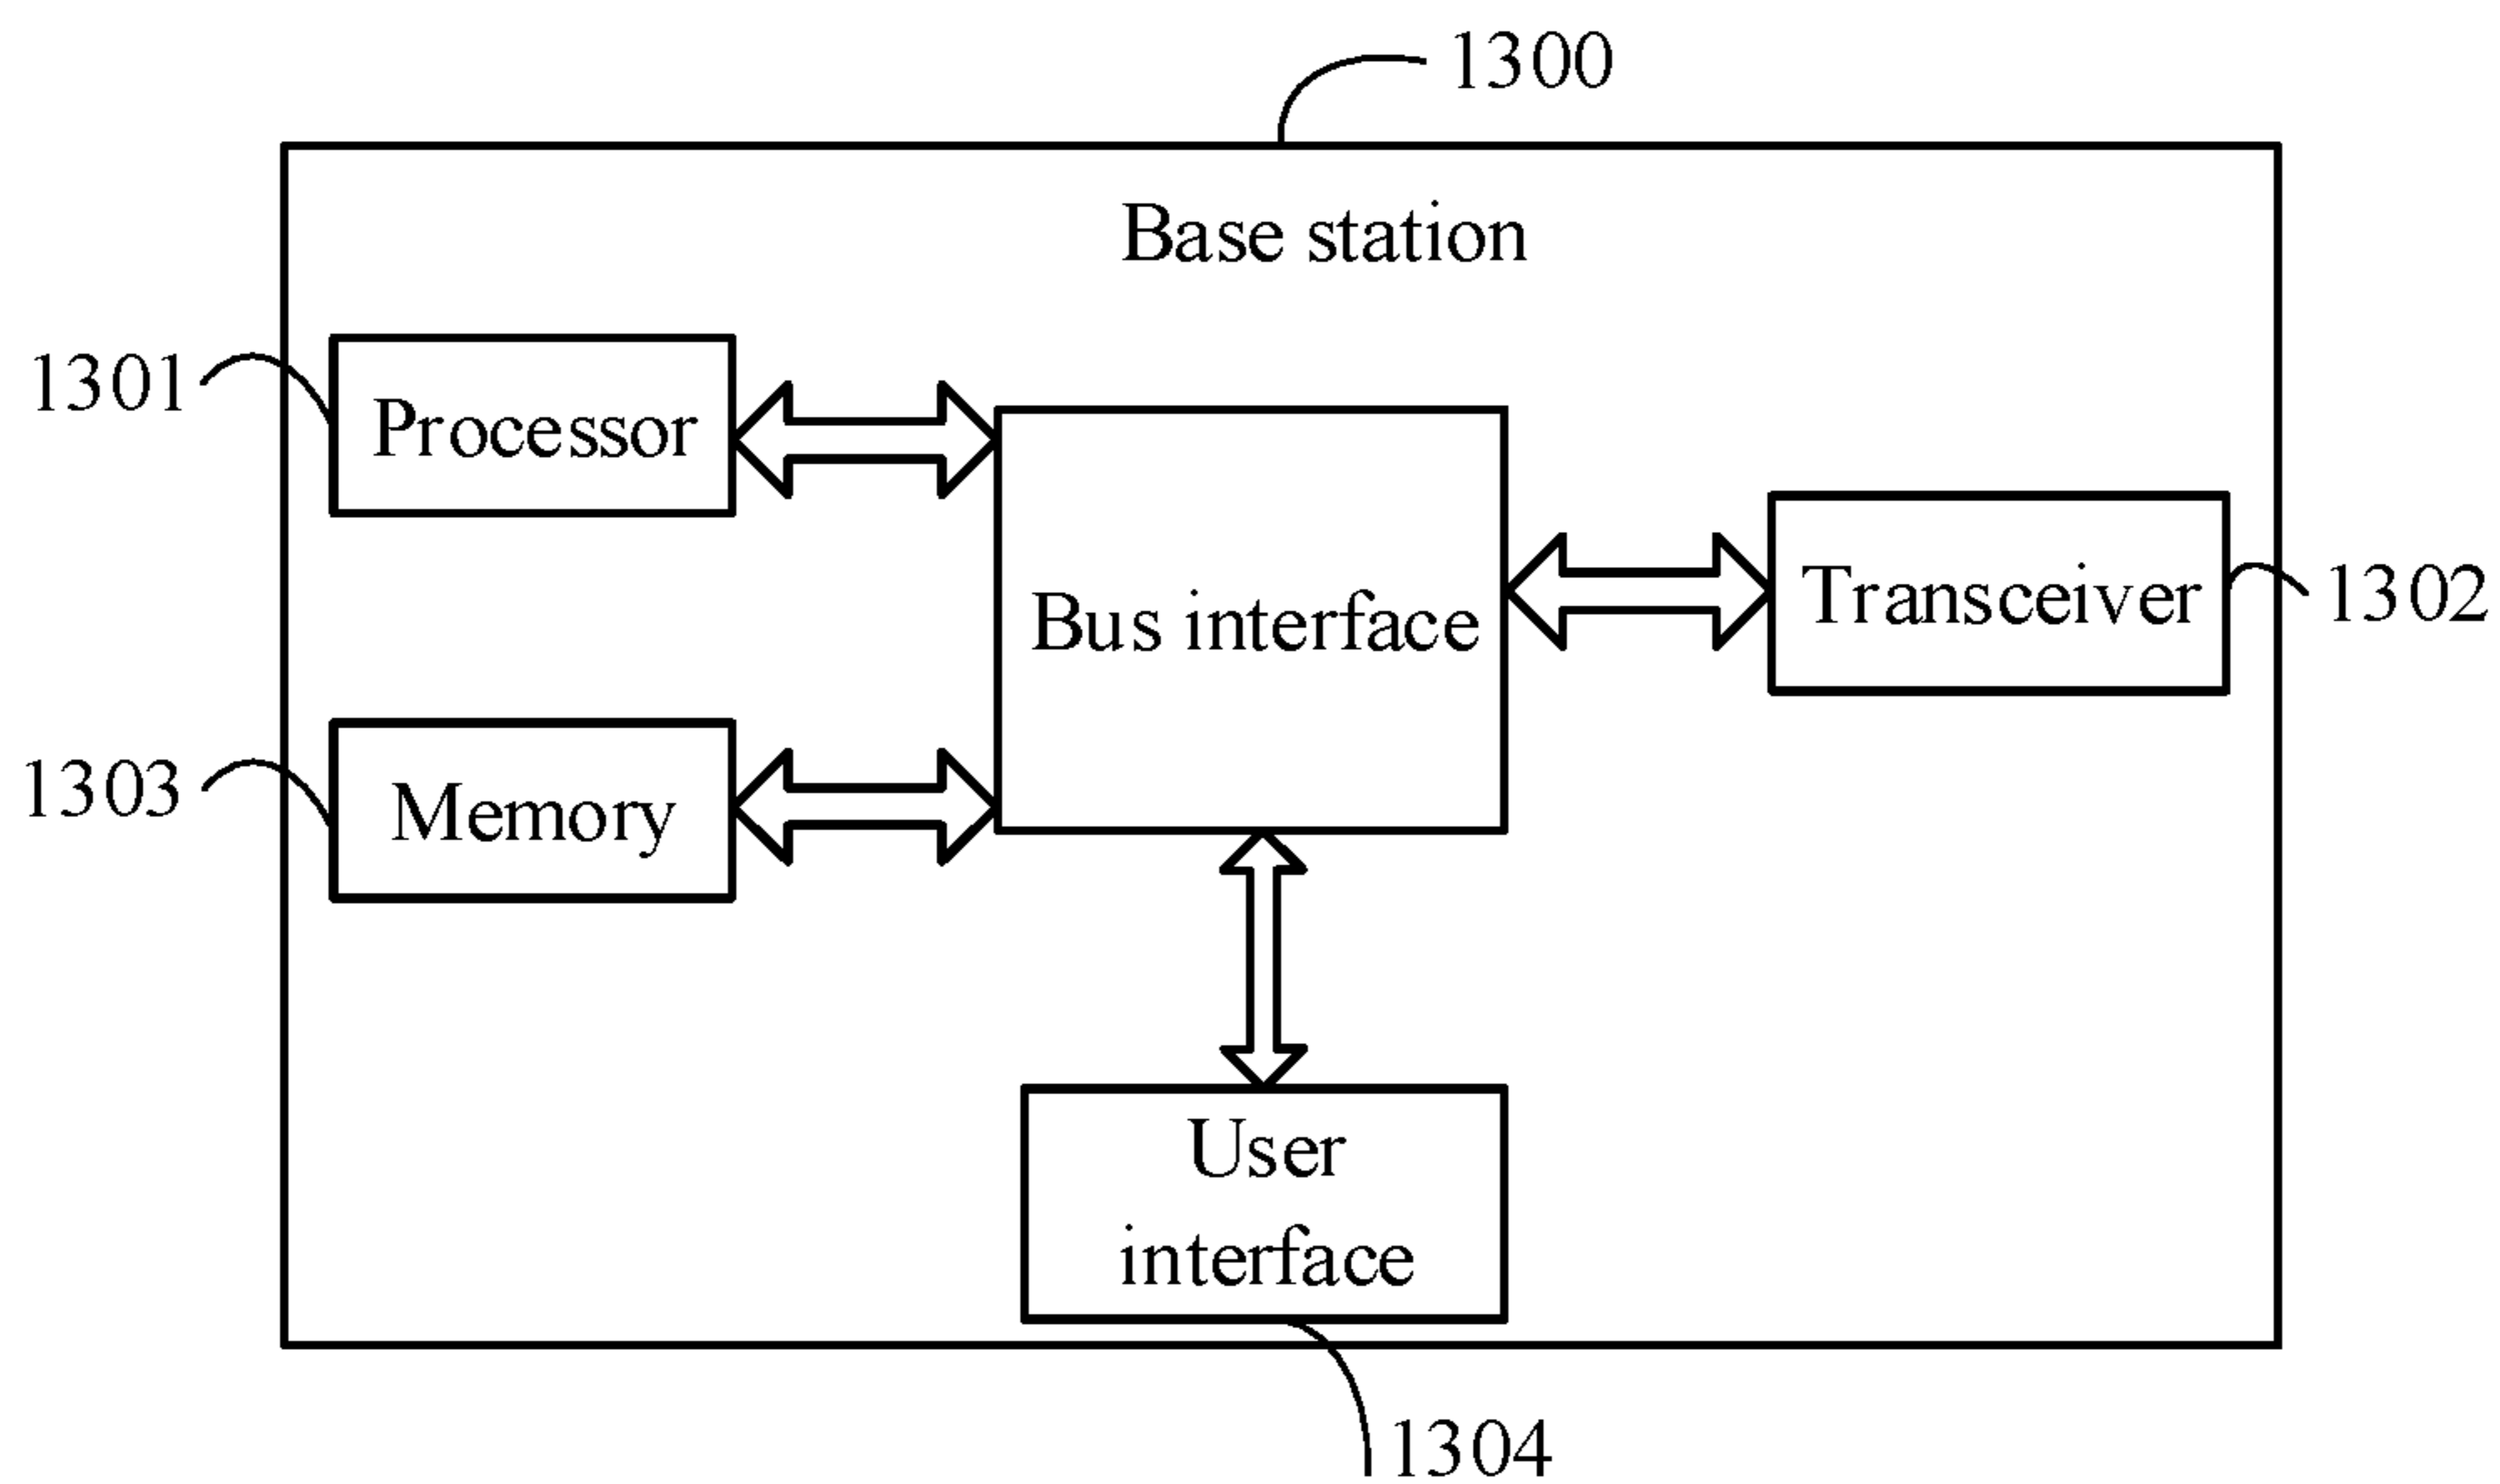 1300
Base station
1301
Processor
Bus interface
Transceiver
1302
1303
Memory
User
interface
1304